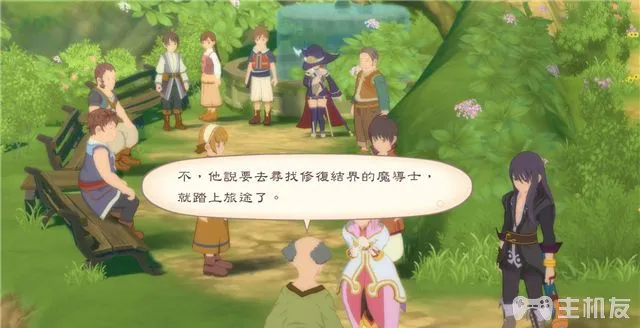 不，他說要去尋找修復結界的魔導士，
就踏上旅途了。
主机友